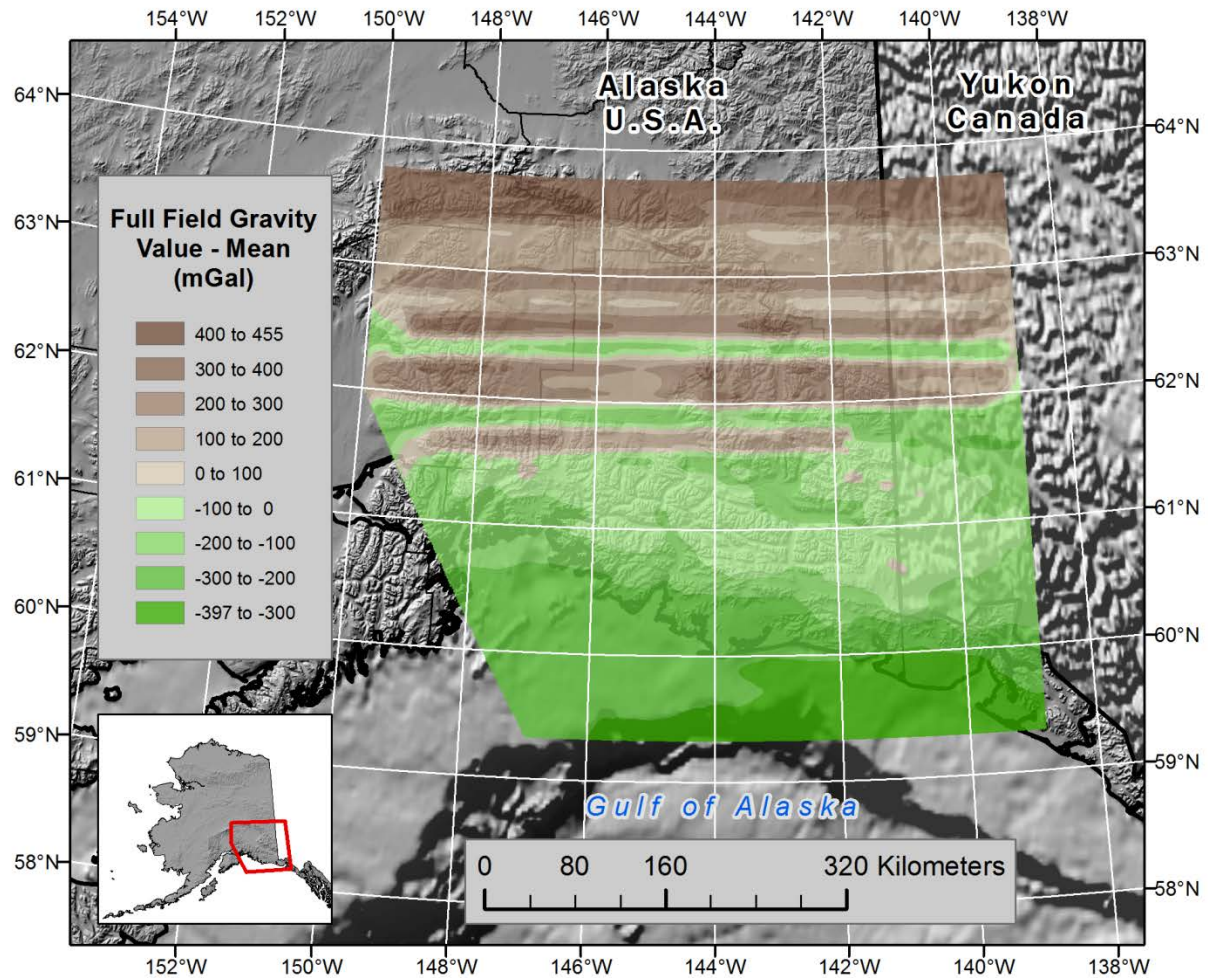 150°W 148°W 146°W 144°W 142°W 140°W 138°W
152°W
64°N
63°N
62°N
61°N
60°N
59°N
58°N
Alaska
U.S.A.
Yukon
Canada
64°N
63°N
62°N
61°N
60°N
59°N
58°N
Full Field Gravity
Value - Mean
(mGal)
400 to 455
300 to 400
200 to 300
100 to 200
0 to 100
-100 to 0
-200 to -100
-300 to -200
-397 to -300
Gulf of Alaska
0 80 160 320 Kilometers
152°W 150°W 148°W 146°W 144°W 142°W 140°W 138°W